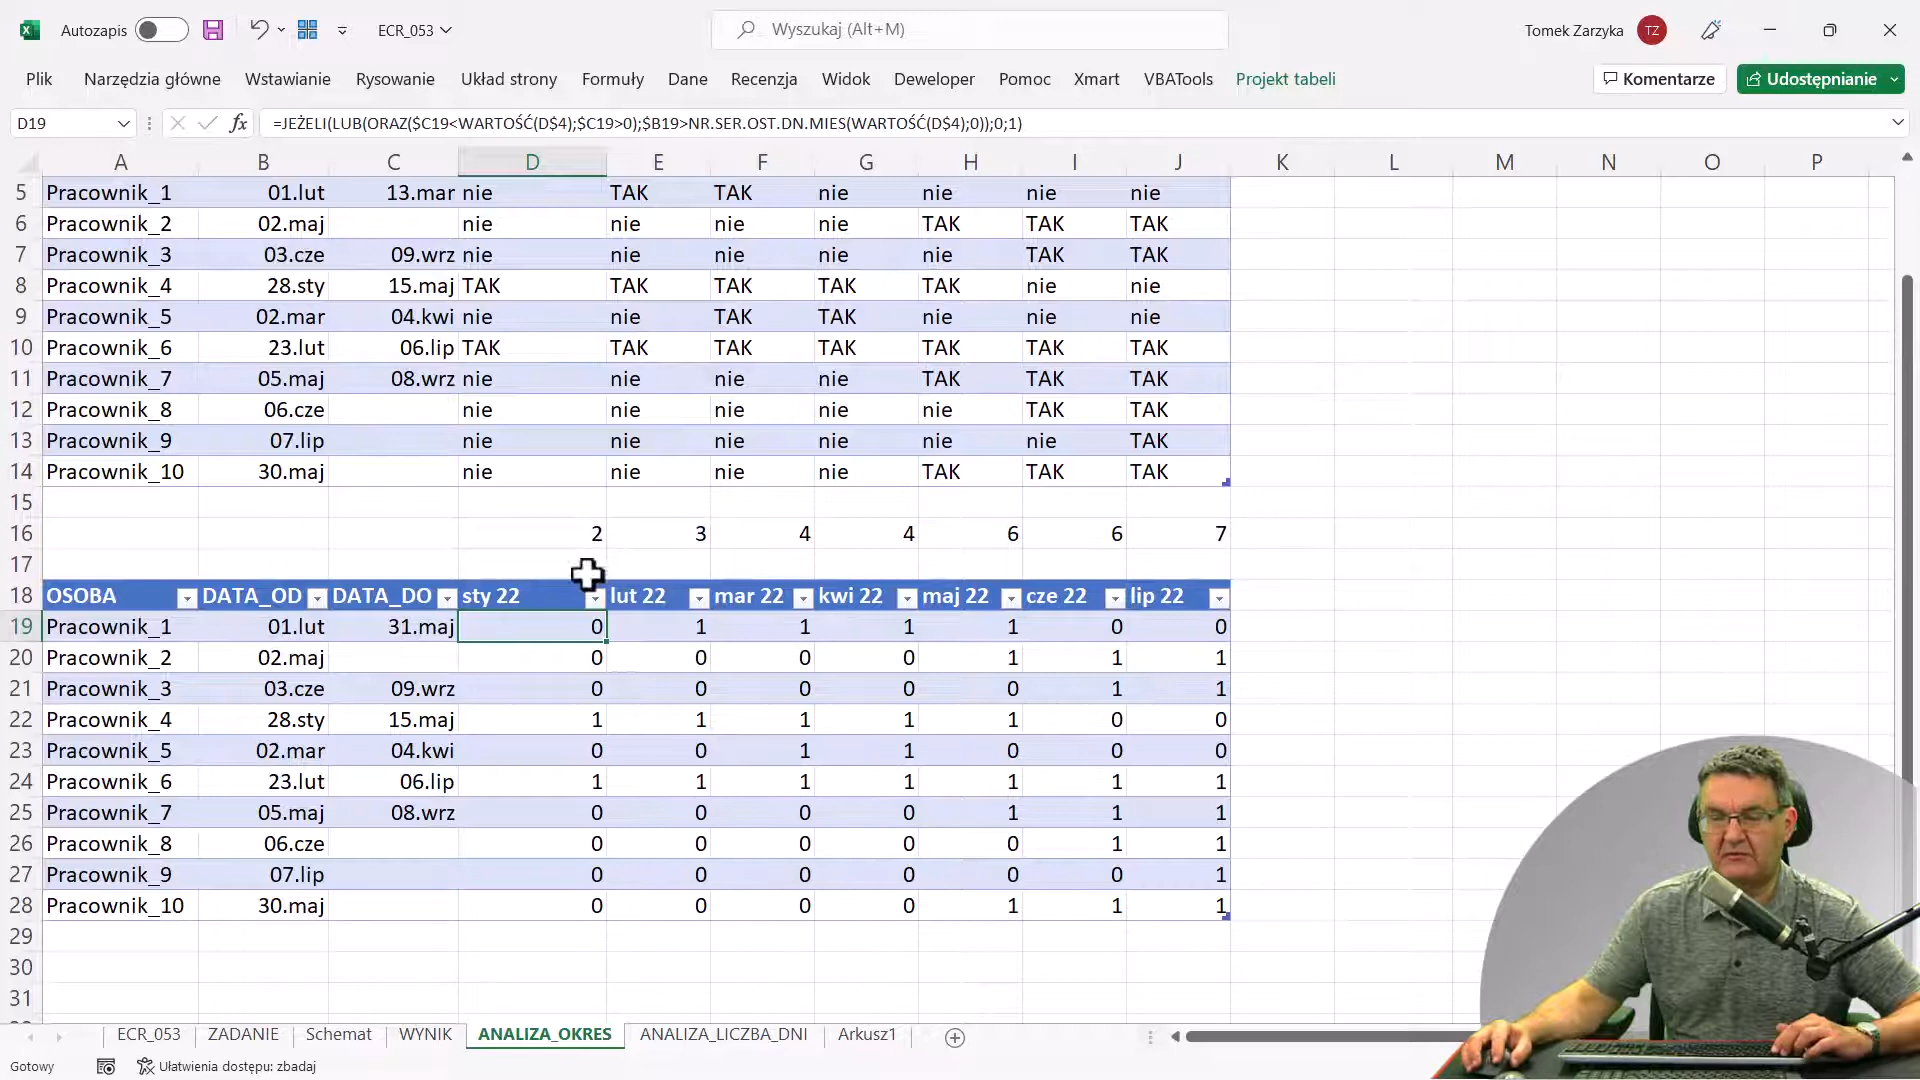 Autozapis ECR_053 Wyszukaj (Alt+M) Tomek Zarzyka TZ
Plik Narzędzia główne Wstawianie Rysowanie Układ strony Formuły Dane Recenzja Widok Deweloper Pomoc Xmart VBATools Projekt tabeli Komentarze Udostępnianie
D19 fx =JEŻELI(LUB(ORAZ($C19<WARTOŚĆ(D$4);$C19>0);$B19>NR.SER.OST.DN.MIES(WARTOŚĆ(D$4);0));0;1)
A B C D E F G H I J K L M N O P
5 Pracownik_1 01.lut 13.mar nie TAK TAK nie nie nie nie
6 Pracownik_2 02.maj nie nie nie nie TAK TAK TAK
7 Pracownik_3 03.cze 09.wrz nie nie nie nie nie TAK TAK
8 Pracownik_4 28.sty 15.maj TAK TAK TAK TAK TAK nie nie
9 Pracownik_5 02.mar 04.kwi nie nie TAK TAK nie nie nie
10 Pracownik_6 23.lut 06.lip TAK TAK TAK TAK TAK TAK TAK
11 Pracownik_7 05.maj 08.wrz nie nie nie nie TAK TAK TAK
12 Pracownik_8 06.cze nie nie nie nie nie TAK TAK
13 Pracownik_9 07.lip nie nie nie nie nie nie TAK
14 Pracownik_10 30.maj nie nie nie nie TAK TAK TAK
15
16 2 3 4 4 6 6 7
17
18 OSOBA DATA_OD DATA_DO sty 22 lut 22 mar 22 kwi 22 maj 22 cze 22 lip 22
19 Pracownik_1 01.lut 31.maj 0 1 1 1 1 0 0
20 Pracownik_2 02.maj 0 0 0 0 1 1 1
21 Pracownik_3 03.cze 09.wrz 0 0 0 0 0 1 1
22 Pracownik_4 28.sty 15.maj 1 1 1 1 1 0 0
23 Pracownik_5 02.mar 04.kwi 0 0 1 1 0 0 0
24 Pracownik_6 23.lut 06.lip 1 1 1 1 1 1 1
25 Pracownik_7 05.maj 08.wrz 0 0 0 0 1 1 1
26 Pracownik_8 06.cze 0 0 0 0 0 1 1
27 Pracownik_9 07.lip 0 0 0 0 0 0 1
28 Pracownik_10 30.maj 0 0 0 0 1 1 1
29
30
31
ECR_053 ZADANIE Schemat WYNIK ANALIZA_OKRES ANALIZA_LICZBA_DNI Arkusz1
Gotowy Ułatwienia dostępu: zbadaj